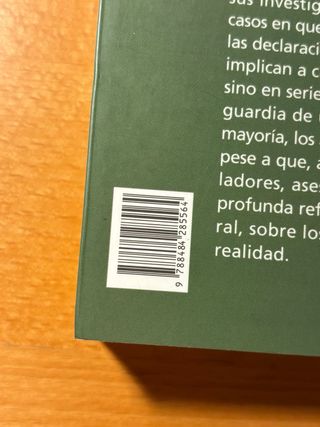 sus investig
casos en que
las declaraci
implican a c
sino en serie
guardia de
mayoría, los
pese a que, a
ladores, ases
profunda ref
ral, sobre los
realidad.
9 788484 285564